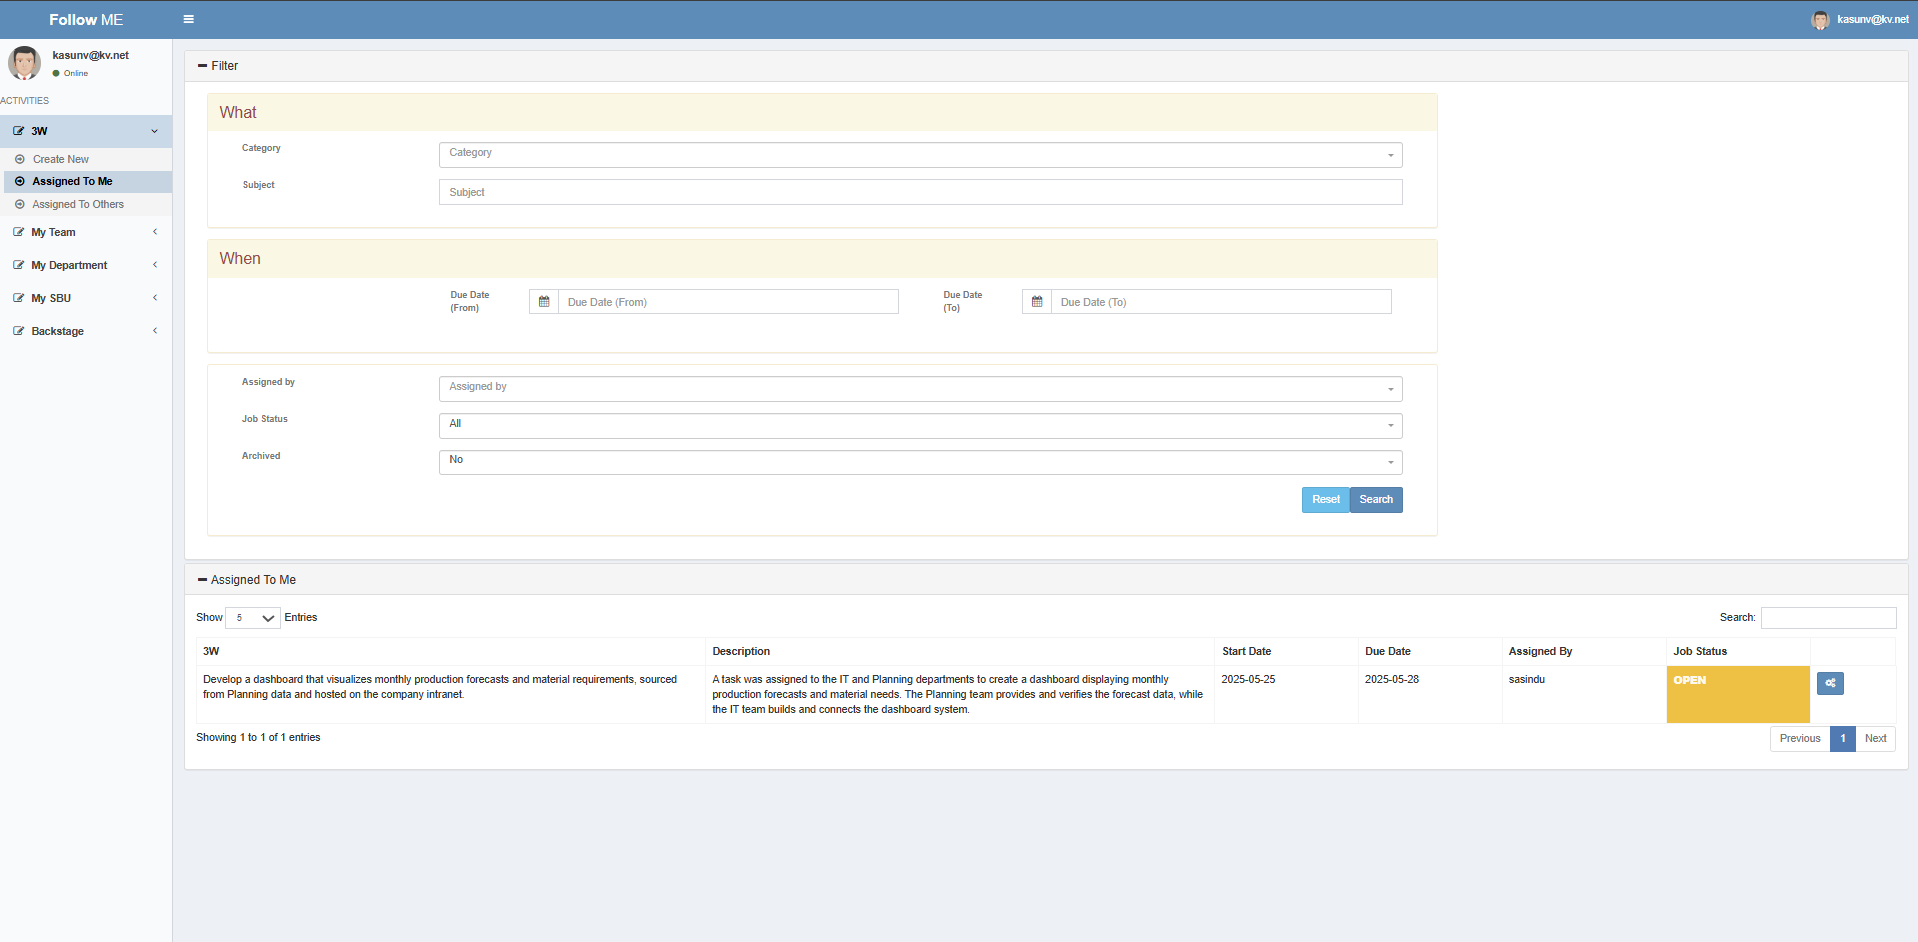 Follow ME
kasunv@kv.net
kasunv@kv.net
Online
ACTIVITIES
3W
Create New
Assigned To Me
Assigned To Others
My Team
My Department
My SBU
Backstage
Filter
What
Category
Category
Subject
Subject
When
Due Date
(From)
Due Date (From)
Due Date
(To)
Due Date (To)
Assigned by
Assigned by
Job Status
All
Archived
No
Reset
Search
Assigned To Me
Show 5 Entries
Search:
3W
Description
Start Date
Due Date
Assigned By
Job Status
Develop a dashboard that visualizes monthly production forecasts and material requirements, sourced
from Planning data and hosted on the company intranet.
A task was assigned to the IT and Planning departments to create a dashboard displaying monthly
production forecasts and material needs. The Planning team provides and verifies the forecast data, while
the IT team builds and connects the dashboard system.
2025-05-25
2025-05-28
sasindu
OPEN
Showing 1 to 1 of 1 entries
Previous
1
Next